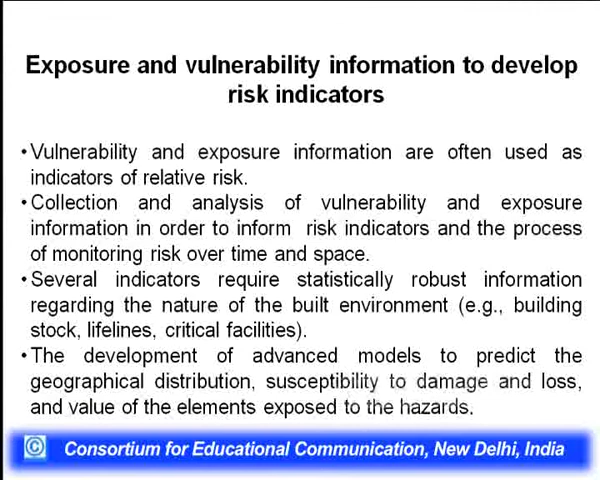 Exposure and vulnerability information to develop
risk indicators
•Vulnerability and exposure information are often used as
indicators of relative risk.
•Collection and analysis of vulnerability and exposure
information in order to inform risk indicators and the process
of monitoring risk over time and space.
•Several indicators require statistically robust information
regarding the nature of the built environment (e.g., building
stock, lifelines, critical facilities).
•The development of advanced models to predict the
geographical distribution, susceptibility to damage and loss,
and value of the elements exposed to the hazards.
© Consortium for Educational Communication, New Delhi, India